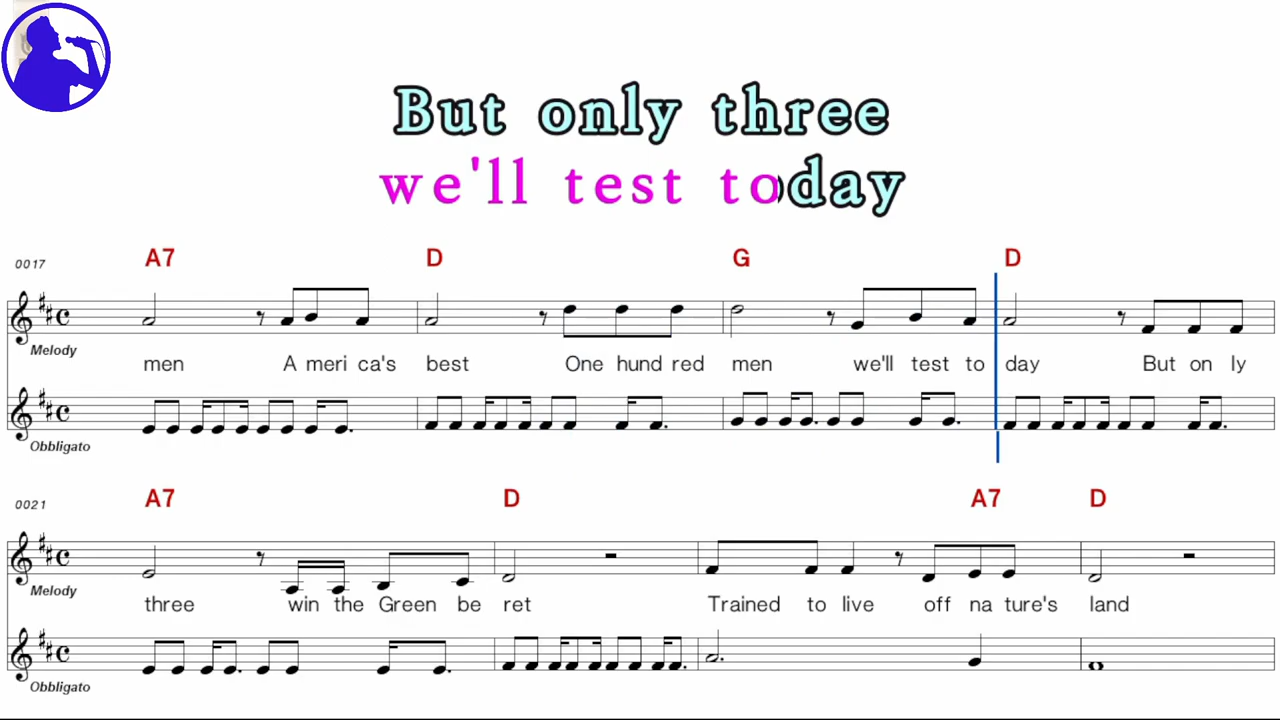 But only three
we'll test today
0017 A7 D G D
Melody
men A meri ca's best One hund red men we'll test to day But on ly
Obbligato
0021 A7 D A7 D
Melody
three win the Green be ret Trained to live off na ture's land
Obbligato